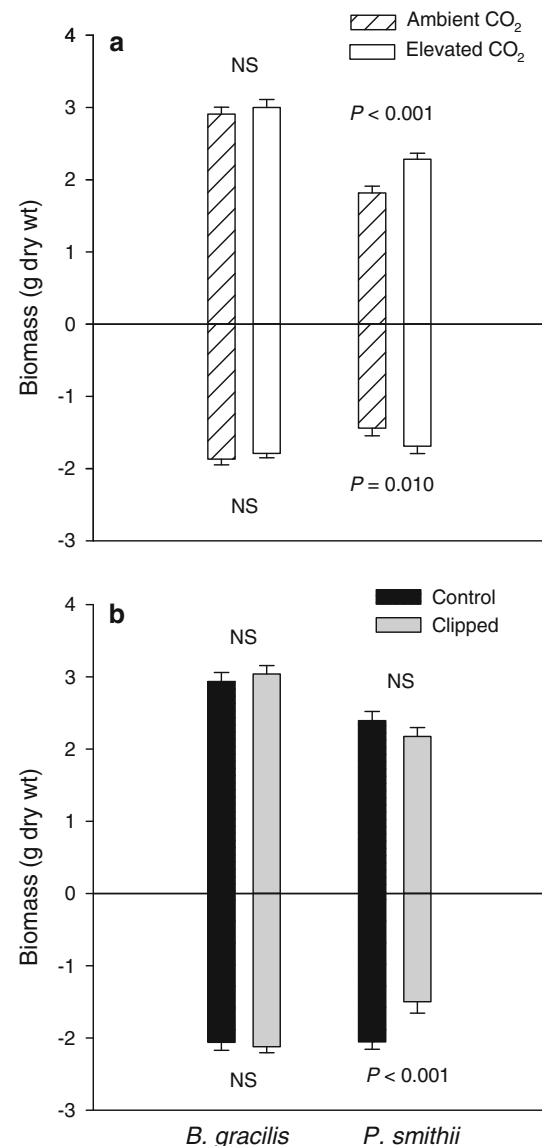 a
Ambient CO₂
Elevated CO₂
4
3
2
1
0
-1
-2
-3
Biomass (g dry wt)
NS
P < 0.001
NS
P = 0.010
b
Control
Clipped
4
3
2
1
0
-1
-2
-3
Biomass (g dry wt)
NS
NS
NS
P < 0.001
B. gracilis P. smithii